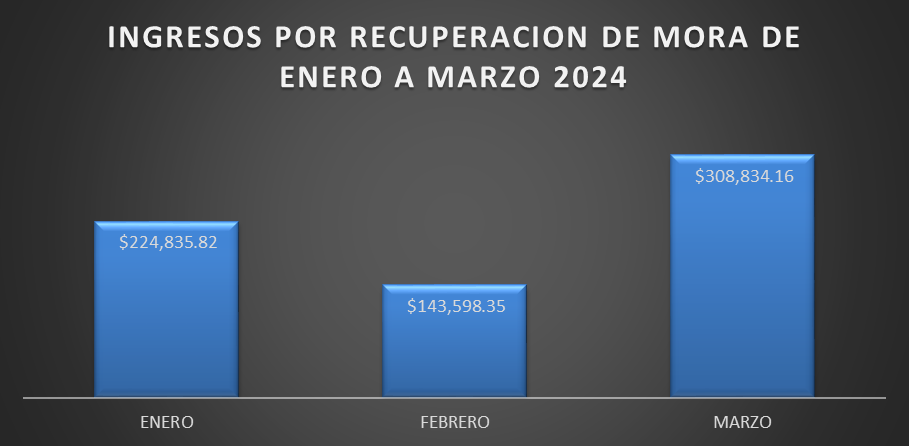 INGRESOS POR RECUPERACION DE MORA DE
ENERO A MARZO 2024
$308,834.16
$224,835.82
$143,598.35
ENERO
FEBRERO
MARZO